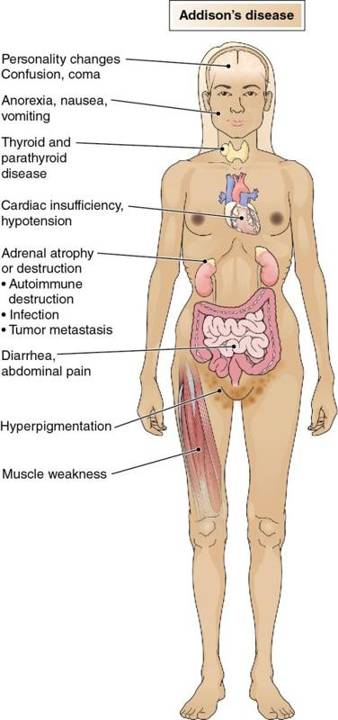 Addison's disease
Personality changes
Confusion, coma
Anorexia, nausea,
vomiting
Thyroid and
parathyroid
disease
Cardiac insufficiency,
hypotension
Adrenal atrophy
or destruction
• Autoimmune
destruction
• Infection
• Tumor metastasis
Diarrhea,
abdominal pain
Hyperpigmentation
Muscle weakness